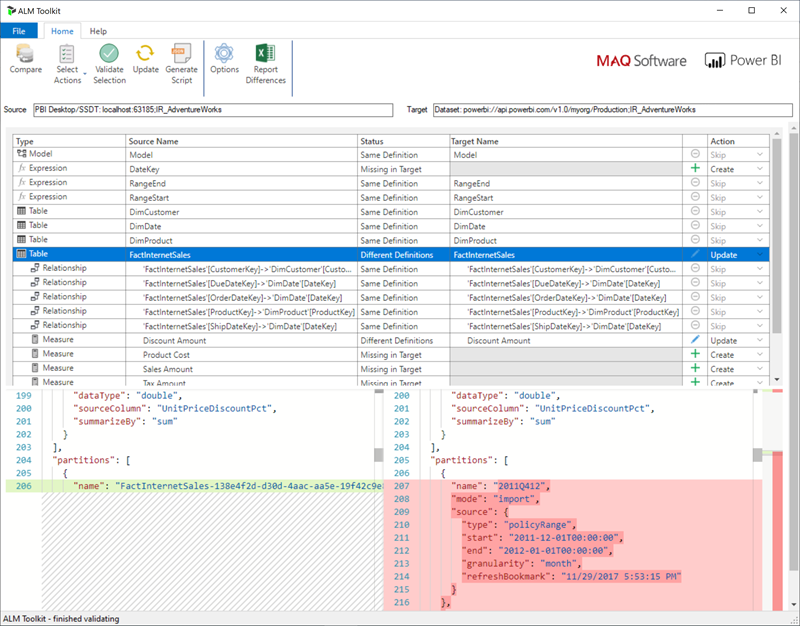 ALM Toolkit
File Home Help
Compare Select Actions Validate Selection Update Generate Script Options Report Differences
MAQ Software Power BI
Source PBI Desktop/SSDT: localhost:63185;IR_AdventureWorks Target Dataset: powerbi://api.powerbi.com/v1.0/myorg/Production;IR_AdventureWorks
Type Source Name Status Target Name Action
Model Model Same Definition Model Skip
Expression DateKey Missing in Target Create
Expression RangeEnd Same Definition RangeEnd Skip
Expression RangeStart Same Definition RangeStart Skip
Table DimCustomer Same Definition DimCustomer Skip
Table DimDate Same Definition DimDate Skip
Table DimProduct Same Definition DimProduct Skip
Table FactInternetSales Different Definitions FactInternetSales Update
Relationship 'FactInternetSales'[CustomerKey]->'DimCustomer'[Custo... Same Definition 'FactInternetSales'[CustomerKey]->'DimCustomer'[Custo... Skip
Relationship 'FactInternetSales'[DueDateKey]->'DimDate'[DateKey] Same Definition 'FactInternetSales'[DueDateKey]->'DimDate'[DateKey] Skip
Relationship 'FactInternetSales'[OrderDateKey]->'DimDate'[DateKey] Same Definition 'FactInternetSales'[OrderDateKey]->'DimDate'[DateKey] Skip
Relationship 'FactInternetSales'[ProductKey]->'DimProduct'[ProductKey] Same Definition 'FactInternetSales'[ProductKey]->'DimProduct'[ProductKey] Skip
Relationship 'FactInternetSales'[ShipDateKey]->'DimDate'[DateKey] Same Definition 'FactInternetSales'[ShipDateKey]->'DimDate'[DateKey] Skip
Measure Discount Amount Different Definitions Discount Amount Update
Measure Product Cost Missing in Target Create
Measure Sales Amount Missing in Target Create
Measure Tax Amount Missing in Target Create
199 "dataType": "double", 200 "dataType": "double",
200 "sourceColumn": "UnitPriceDiscountPct", 201 "sourceColumn": "UnitPriceDiscountPct",
201 "summarizeBy": "sum" 202 "summarizeBy": "sum"
202 } 203 }
203 ], 204 ],
204 "partitions": [ 205 "partitions": [
205 { 206 {
206 "name": "FactInternetSales-138e4f2d-d30d-4aac-aa5e-19f42c9e8 207 "name": "2011Q412",
208 "mode": "import",
209 "source": {
210 "type": "policyRange",
211 "start": "2011-12-01T00:00:00",
212 "end": "2012-01-01T00:00:00",
213 "granularity": "month",
214 "refreshBookmark": "11/29/2017 5:53:15 PM"
215 }
216 },
ALM Toolkit - finished validating